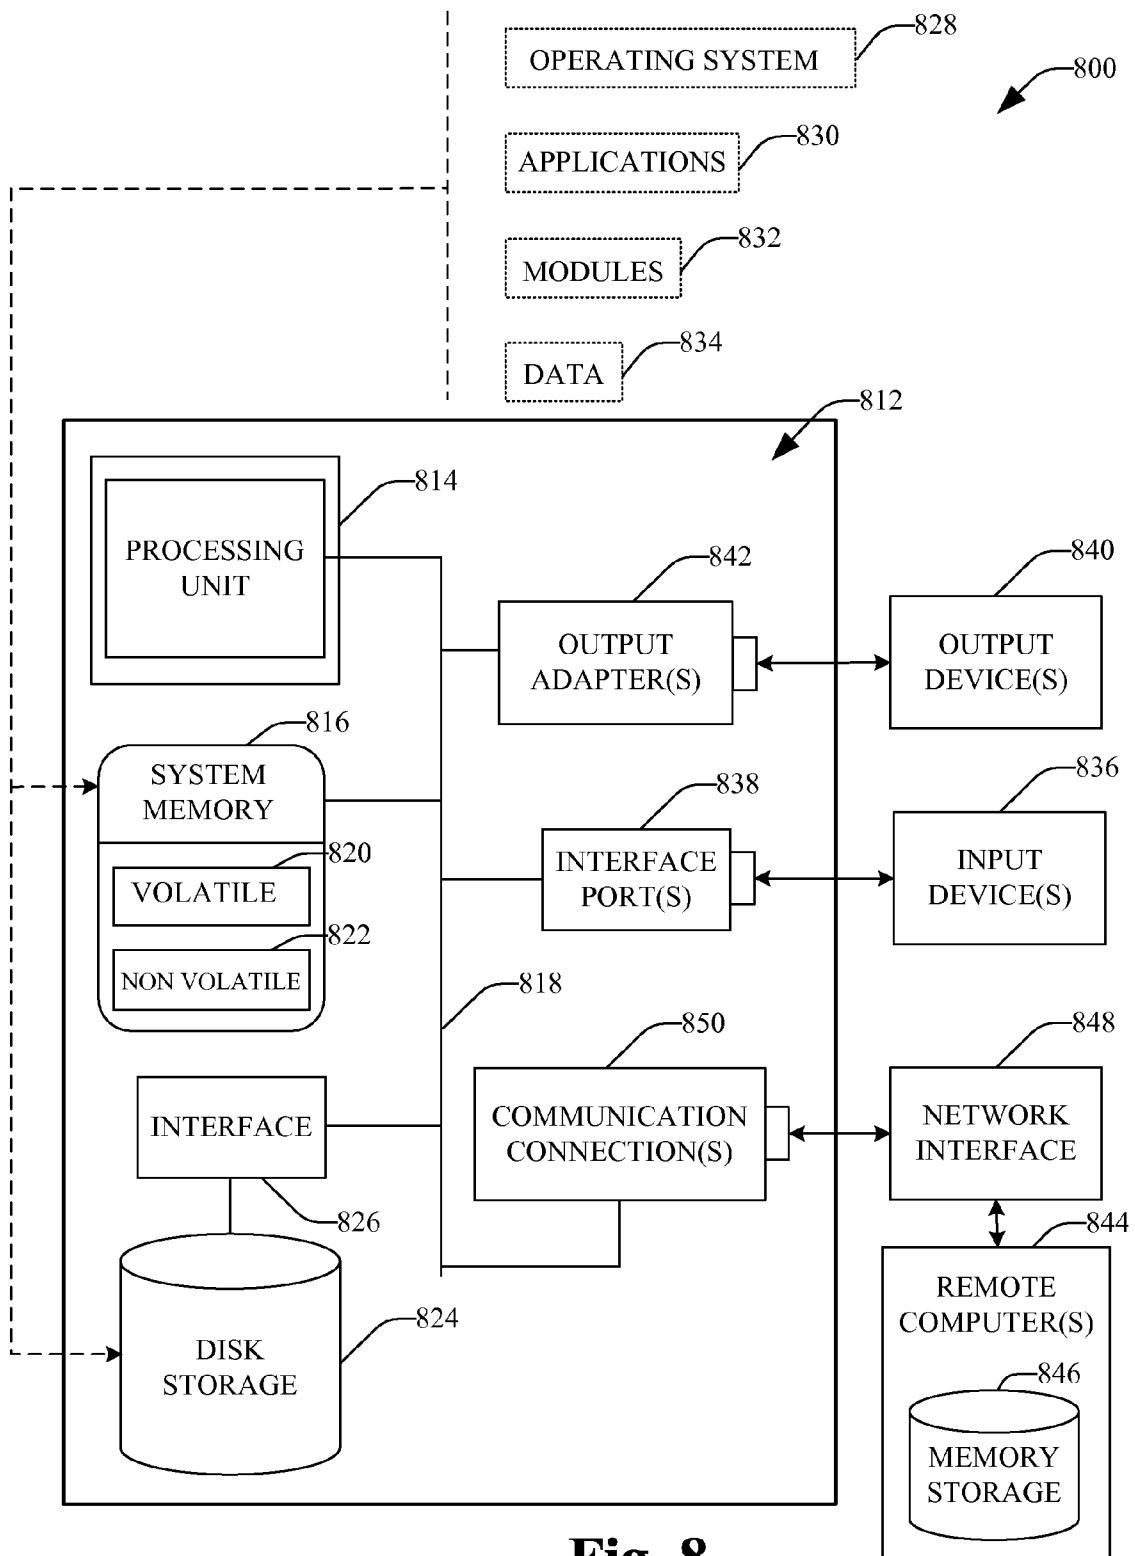 828
OPERATING SYSTEM
800
830
APPLICATIONS
832
MODULES
834
DATA
812
814
PROCESSING
UNIT
842
OUTPUT
ADAPTER(S)
840
OUTPUT
DEVICE(S)
816
SYSTEM
MEMORY
820
VOLATILE
822
NON VOLATILE
838
INTERFACE
PORT(S)
836
INPUT
DEVICE(S)
818
850
COMMUNICATION
CONNECTION(S)
848
NETWORK
INTERFACE
INTERFACE
826
844
REMOTE
COMPUTER(S)
824
DISK
STORAGE
846
MEMORY
STORAGE
Fig. 8